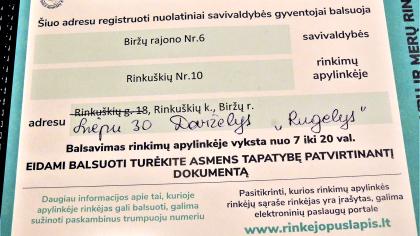 Šiuo adresu registruoti nuolatiniai savivaldybės gyventojai balsuoja
Biržų rajono Nr.6 savivaldybės
Rinkuškių Nr.10 rinkimų apylinkėje
Rinkuškių g. 18, Rinkuškių k., Biržų r.
adresu Liepų 30 Darželys „Rugelys"
Balsavimas rinkimų apylinkėje vyksta nuo 7 iki 20 val.
EIDAMI BALSUOTI TURĖKITE ASMENS TAPATYBĘ PATVIRTINANTĮ
DOKUMENTĄ
Daugiau informacijos apie tai, kurioje
apylinkėje rinkėjas gali balsuoti, galima
sužinoti paskambinus trumpuoju numeriu
Pasitikrinti, kurios rinkimų apylinkės
rinkėjų sąraše rinkėjas yra įrašytas, galima
elektroninių paslaugų portale
www.rinkejopuslapis.lt
IR MERŲ RIN